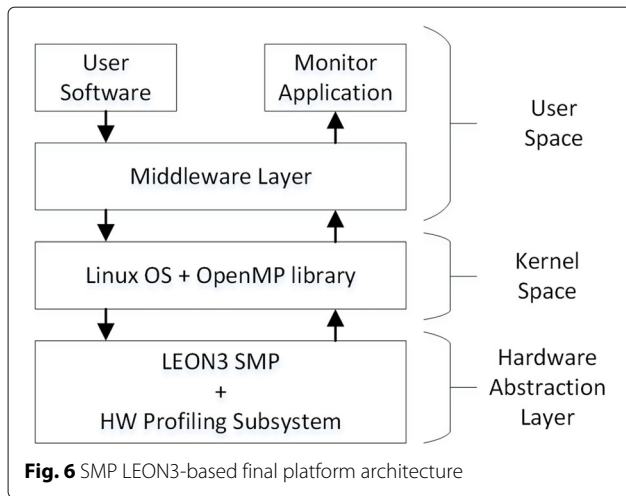 User
Software
Monitor
Application
User
Space
Middleware Layer
Linux OS + OpenMP library
Kernel
Space
LEON3 SMP
+
HW Profiling Subsystem
Hardware
Abstraction
Layer
Fig. 6 SMP LEON3-based final platform architecture